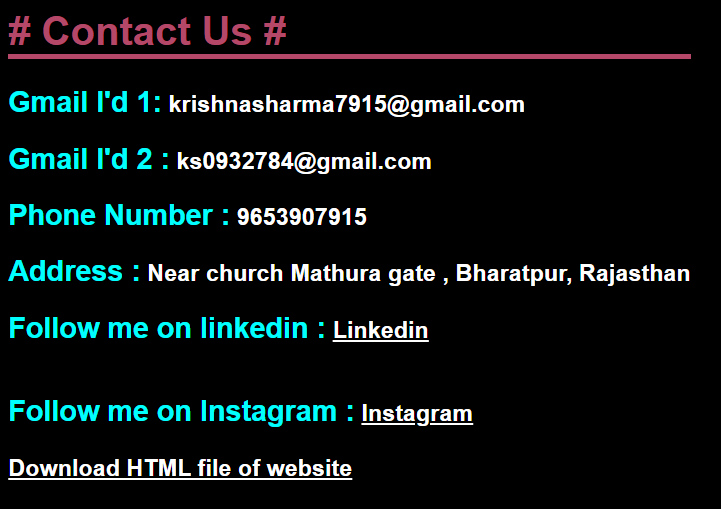 # Contact Us #
Gmail I'd 1: krishnasharma7915@gmail.com
Gmail I'd 2 : ks0932784@gmail.com
Phone Number : 9653907915
Address : Near church Mathura gate , Bharatpur, Rajasthan
Follow me on linkedin : Linkedin
Follow me on Instagram : Instagram
Download HTML file of website